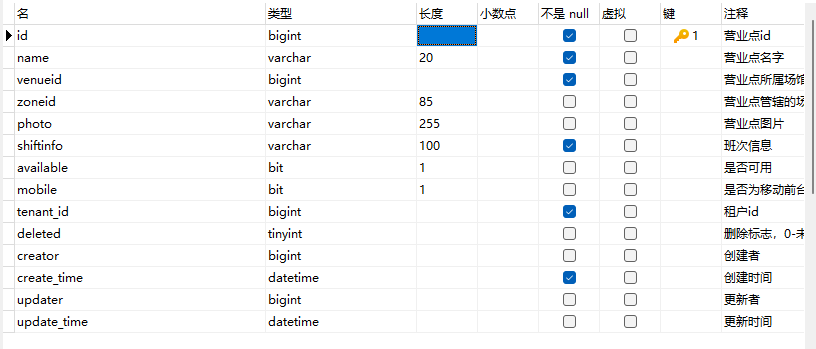 名 类型 长度 小数点 不是 null 虚拟 键 注释
id bigint 1 营业点id
name varchar 20 营业点名字
venueid bigint 营业点所属场馆
zoneid varchar 85 营业点管辖的场
photo varchar 255 营业点图片
shiftinfo varchar 100 班次信息
available bit 1 是否可用
mobile bit 1 是否为移动前台
tenant_id bigint 租户id
deleted tinyint 删除标志，0-未
creator bigint 创建者
create_time datetime 创建时间
updater bigint 更新者
update_time datetime 更新时间